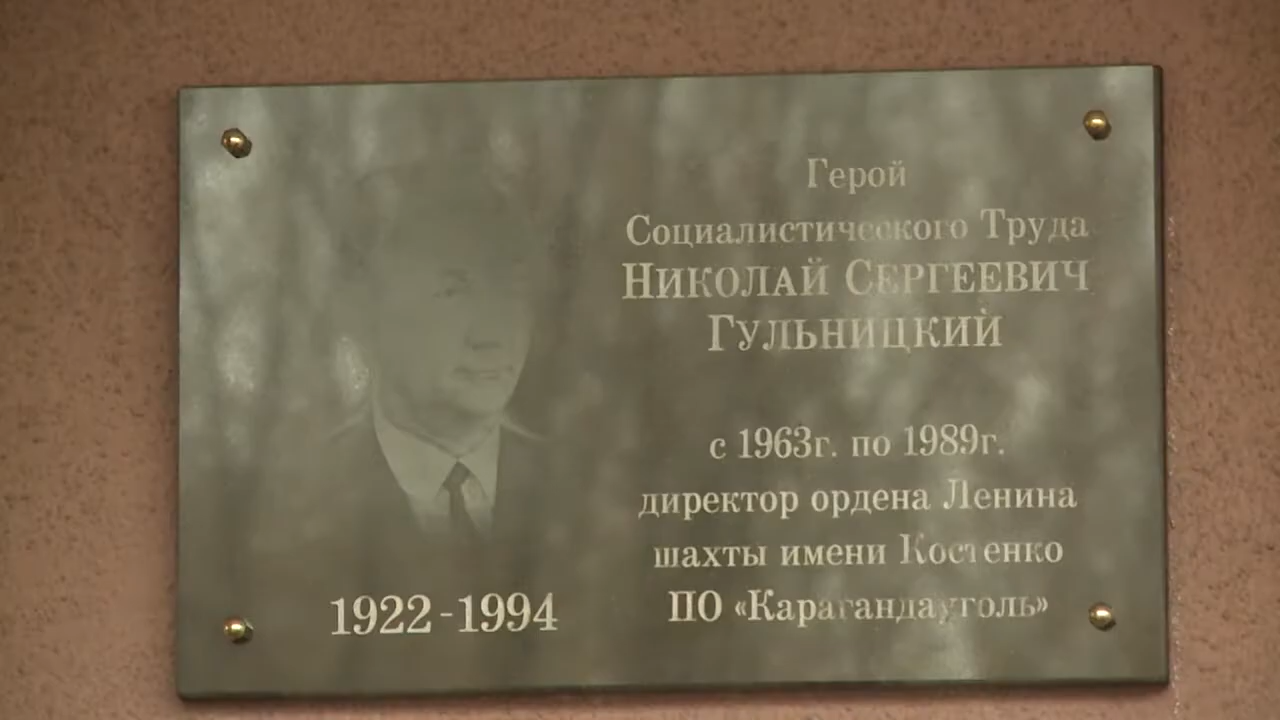 Герой
Социалистического Труда
НИКОЛАЙ СЕРГЕЕВИЧ
ГУЛЬНИЦКИЙ
с 1963г. по 1989г.
директор ордена Ленина
шахты имени Костенко
ПО «Карагандауголь»
1922-1994